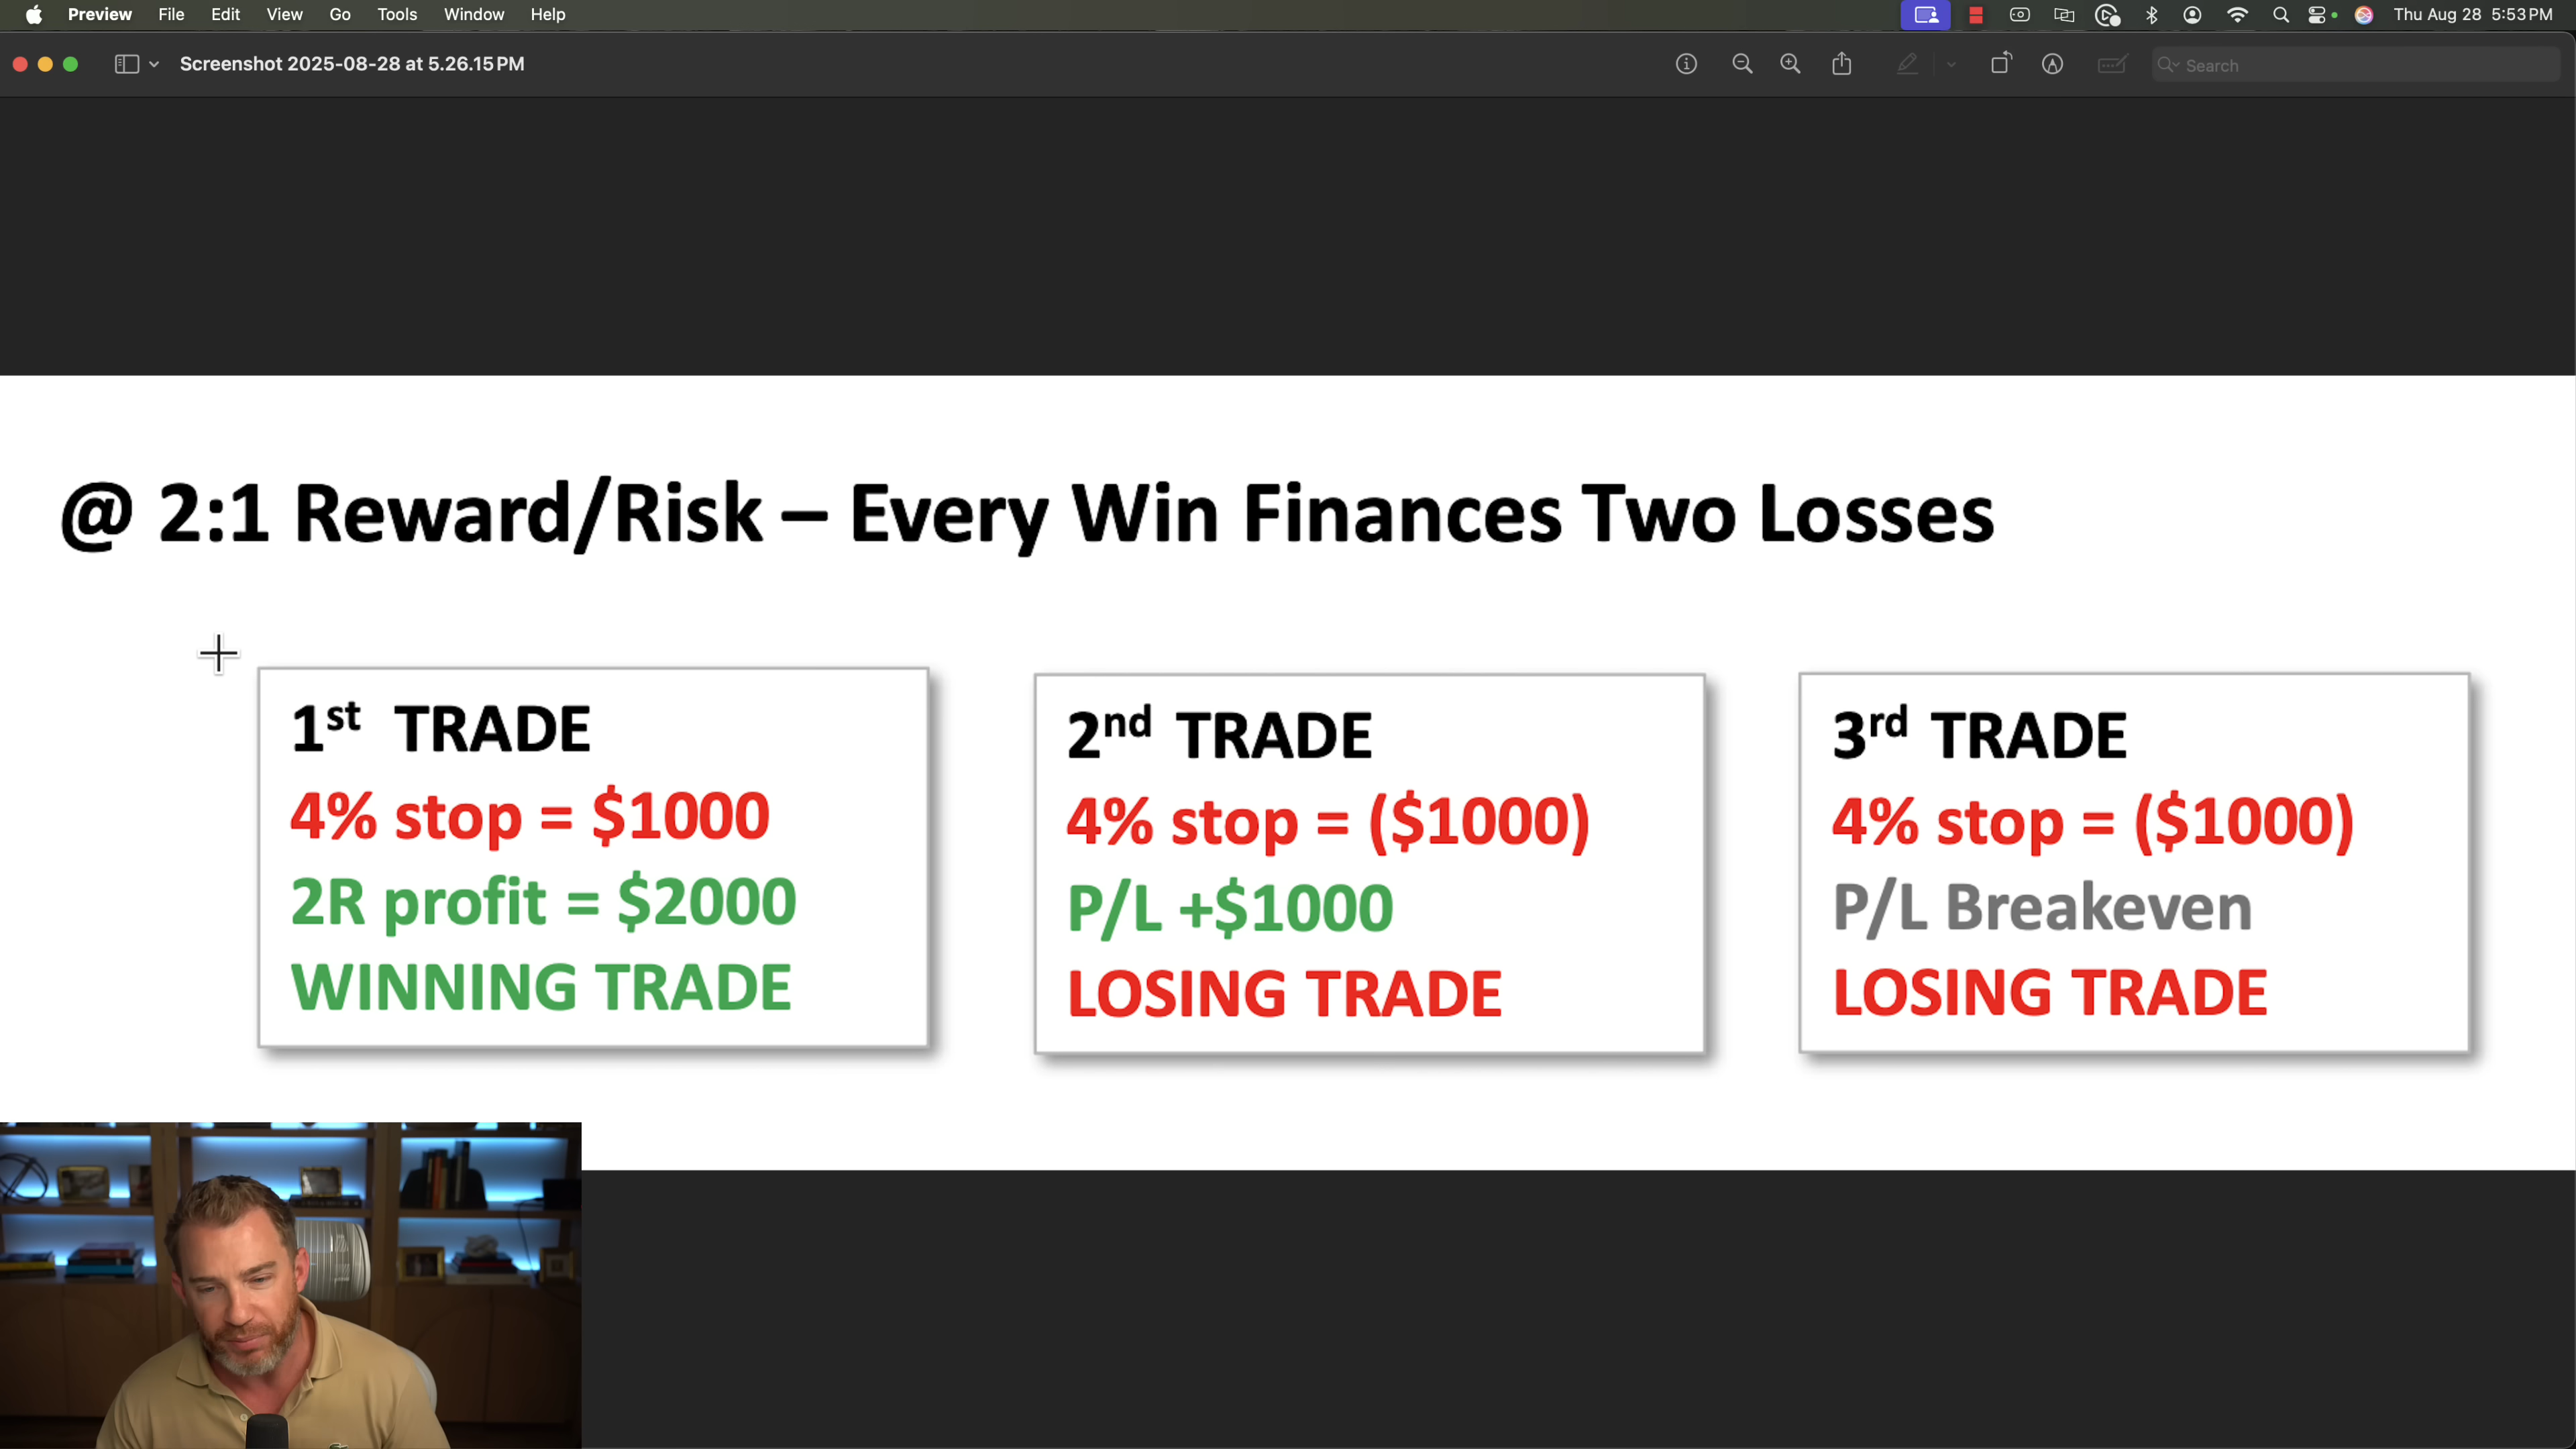 Preview File Edit View Go Tools Window Help Thu Aug 28 5:53 PM
Screenshot 2025-08-28 at 5.26.15 PM Search
@ 2:1 Reward/Risk – Every Win Finances Two Losses
1st TRADE
4% stop = $1000
2R profit = $2000
WINNING TRADE
2nd TRADE
4% stop = ($1000)
P/L +$1000
LOSING TRADE
3rd TRADE
4% stop = ($1000)
P/L Breakeven
LOSING TRADE